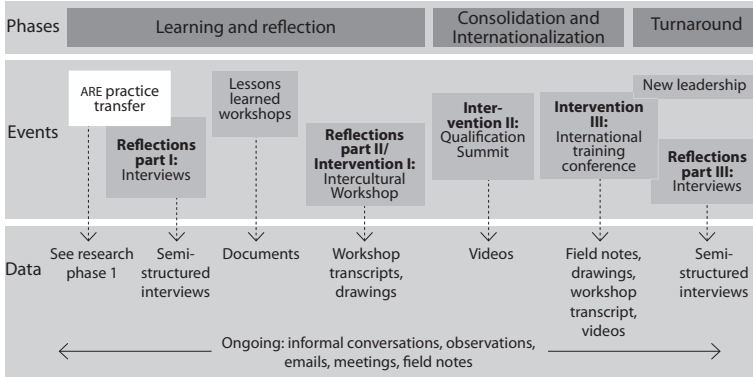 Phases
Learning and reflection
Consolidation and
Internationalization
Turnaround
Events
ARE practice
transfer
Reflections
part I:
Interviews
Lessons
learned
workshops
Reflections
part II/
Intervention I:
Intercultural
Workshop
Inter-
vention II:
Qualification
Summit
Intervention
III:
International
training
conference
New leadership
Reflections
part III:
Interviews
Data
See research
phase 1
Semi-
structured
interviews
Documents
Workshop
transcripts,
drawings
Videos
Field notes,
drawings,
workshop
transcript,
videos
Semi-
structured
interviews
Ongoing: informal conversations, observations,
emails, meetings, field notes